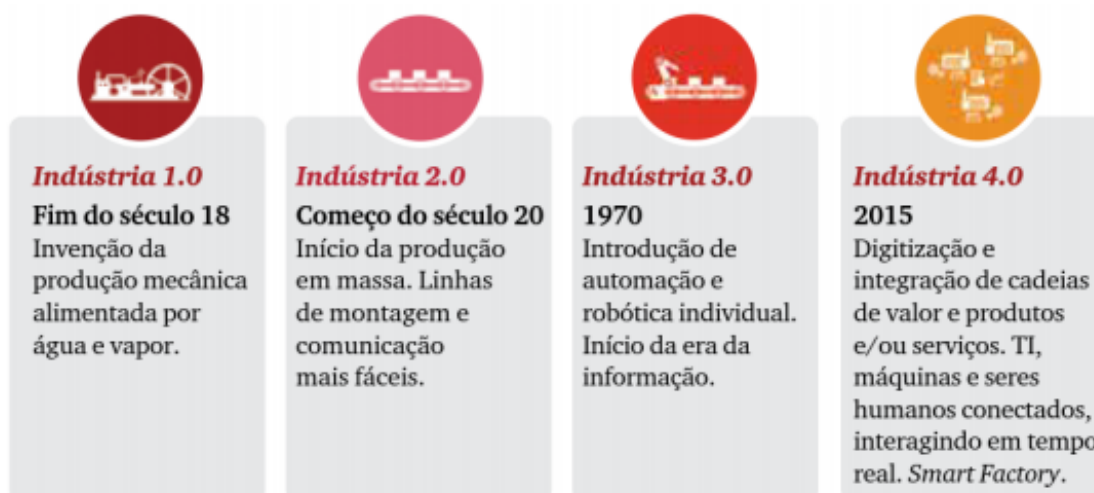 Indústria 1.0
Fim do século 18
Invenção da
produção mecânica
alimentada por
água e vapor.
Indústria 2.0
Começo do século 20
Início da produção
em massa. Linhas
de montagem e
comunicação
mais fáceis.
Indústria 3.0
1970
Introdução de
automação e
robótica individual.
Início da era da
informação.
Indústria 4.0
2015
Digitização e
integração de cadeias
de valor e produtos
e/ou serviços. TI,
máquinas e seres
humanos conectados,
interagindo em tempo
real. Smart Factory.